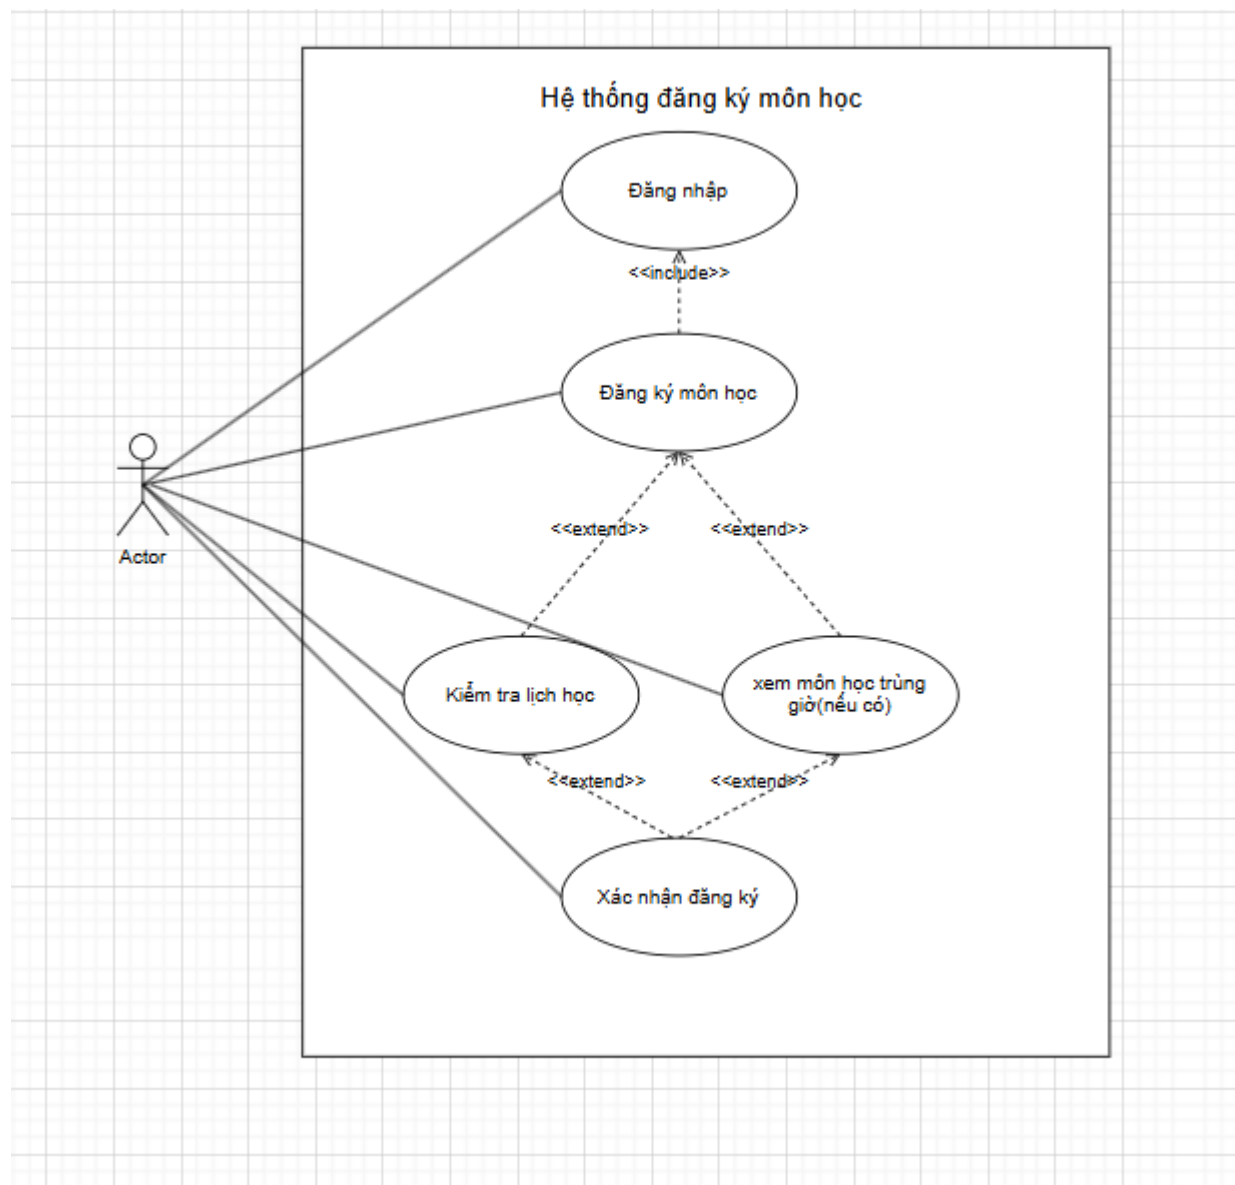 Hệ thống đăng ký môn học
Đăng nhập
<<include>>
Đăng ký môn học
<<extend>>
<<extend>>
Actor
Kiểm tra lịch học
xem môn học trùng
giờ(nếu có)
<<extend>>
<<extend>>
Xác nhận đăng ký